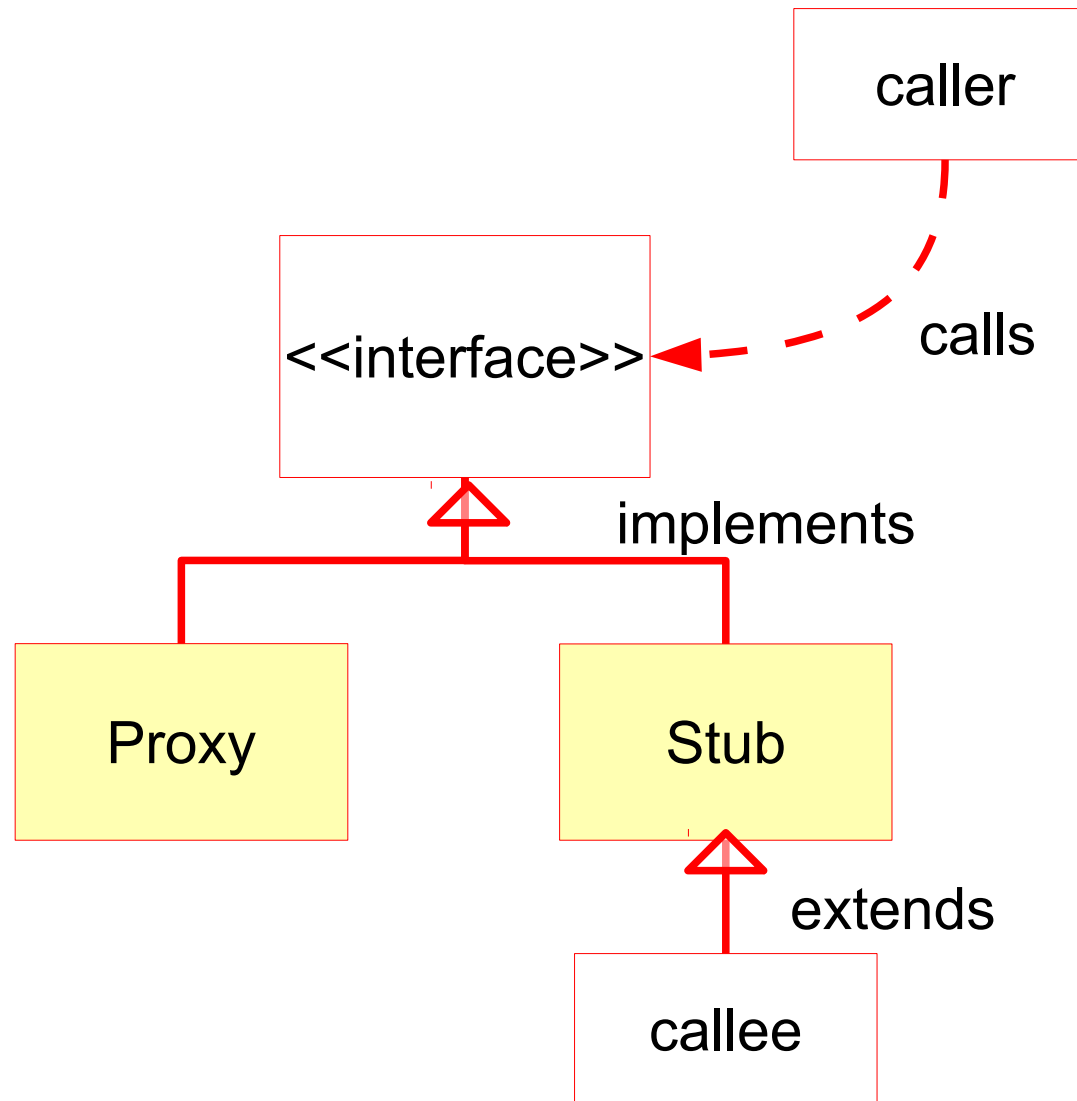 caller
<<interface>>
calls
implements
Proxy
Stub
extends
callee